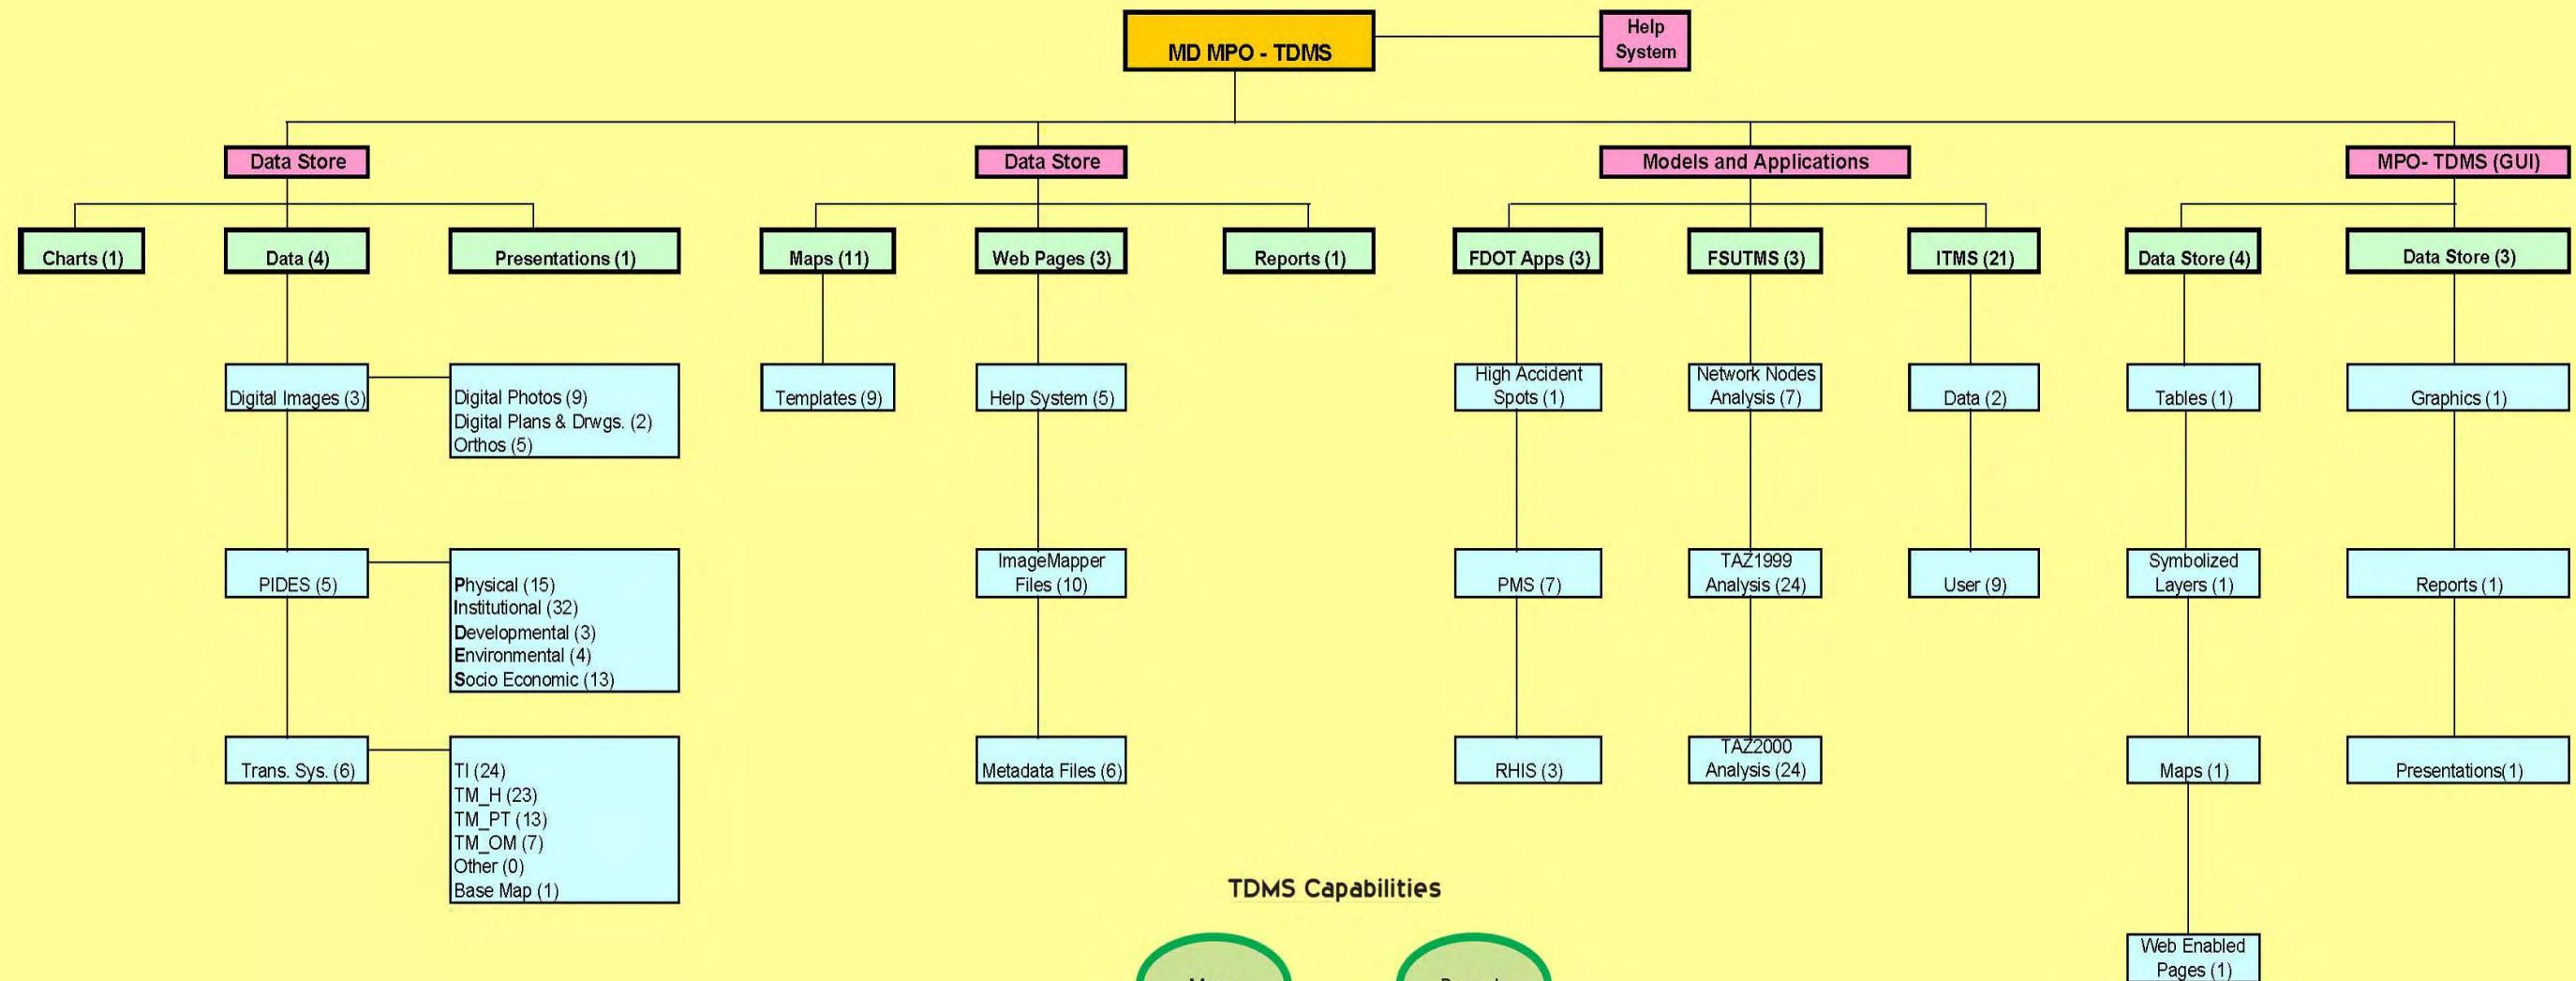 MD MPO - TDMS
Help
System
Data Store
Data Store
Models and Applications
MPO- TDMS (GUI)
Charts (1)
Data (4)
Presentations (1)
Maps (11)
Web Pages (3)
Reports (1)
FDOT Apps (3)
FSUTMS (3)
ITMS (21)
Data Store (4)
Data Store (3)
Digital Images (3)
Digital Photos (9)
Digital Plans & Drwgs. (2)
Orthos (5)
Templates (9)
Help System (5)
High Accident
Spots (1)
Network Nodes
Analysis (7)
Data (2)
Tables (1)
Graphics (1)
PIDES (5)
Physical (15)
Institutional (32)
Developmental (3)
Environmental (4)
Socio Economic (13)
ImageMapper
Files (10)
PMS (7)
TAZ1999
Analysis (24)
User (9)
Symbolized
Layers (1)
Reports (1)
Trans. Sys. (6)
TI (24)
TM_H (23)
TM_PT (13)
TM_OM (7)
Other (0)
Base Map (1)
Metadata Files (6)
RHIS (3)
TAZ2000
Analysis (24)
Maps (1)
Presentations(1)
TDMS Capabilities
Web Enabled
Pages (1)